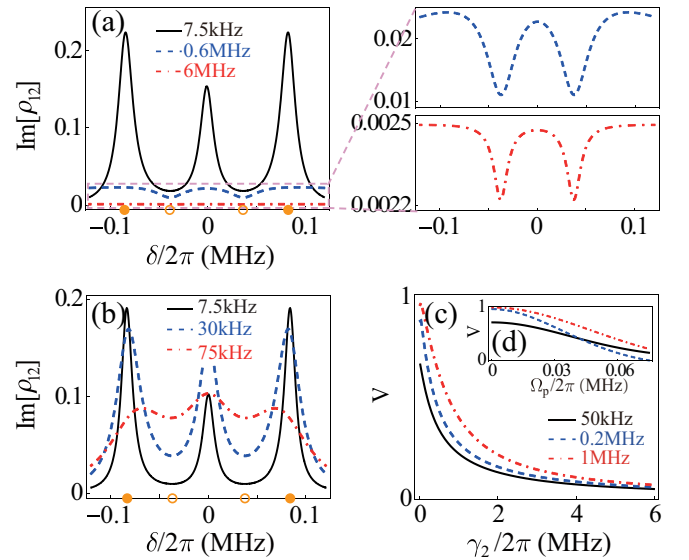 (a)
7.5kHz
0.6MHz
6MHz
Im[ρ12]
0.2
0.1
0
−0.1 0 0.1
δ/2π (MHz)
0.02
0.01
0.0025
0.0022
−0.1 0 0.1
(b)
7.5kHz
30kHz
75kHz
Im[ρ12]
0.2
0.1
0
−0.1 0 0.1
δ/2π (MHz)
(c)
V
1
0
0 2 4 6
γ2/2π (MHz)
50kHz
0.2MHz
1MHz
(d)
V
1
0
0 0.03 0.06
Ωp/2π (MHz)